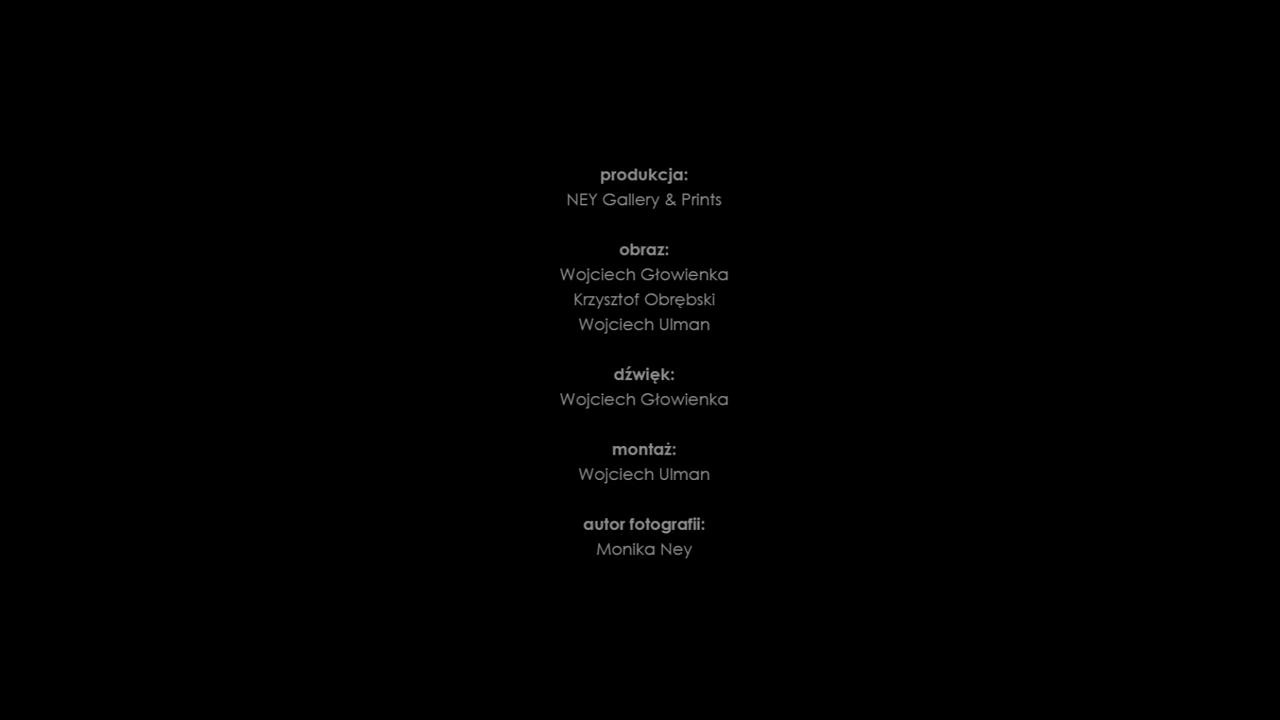 produkcja:
NEY Gallery & Prints
obraz:
Wojciech Głowienka
Krzysztof Obrębski
Wojciech Ulman
dźwięk:
Wojciech Głowienka
montaż:
Wojciech Ulman
autor fotografii:
Monika Ney